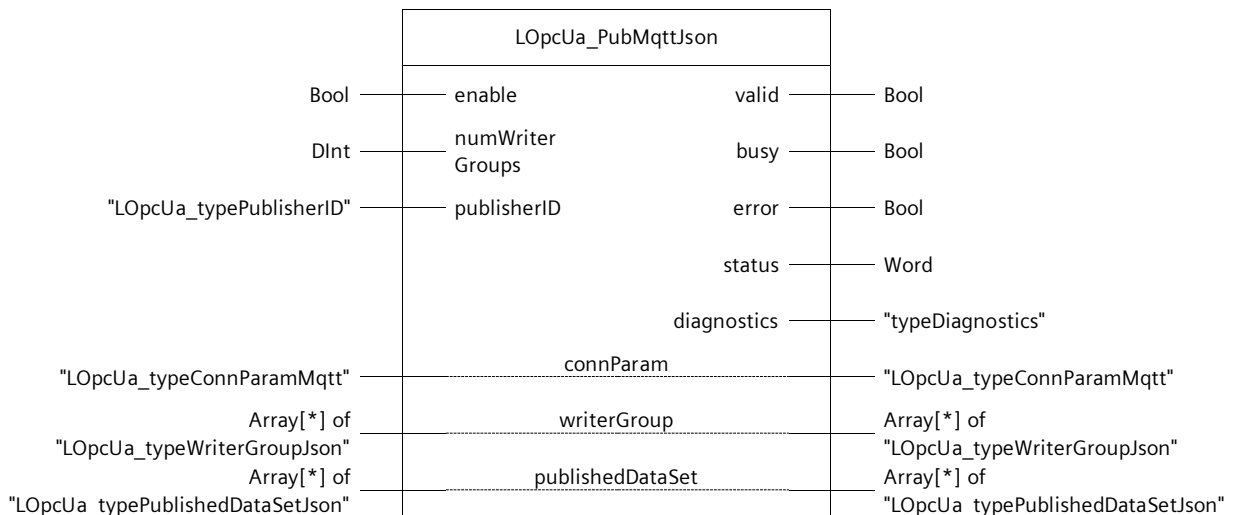 LOpcUa_PubMqttJson
Bool enable valid Bool
DInt numWriter Groups busy Bool
"LOpcUa_typePublisherID" publisherID error Bool
status Word
diagnostics "typeDiagnostics"
"LOpcUa_typeConnParamMqtt" connParam "LOpcUa_typeConnParamMqtt"
Array[*] of writerGroup Array[*] of
"LOpcUa_typeWriterGroupJson" "LOpcUa_typeWriterGroupJson"
Array[*] of publishedDataSet Array[*] of
"LOpcUa_typePublishedDataSetJson" "LOpcUa_typePublishedDataSetJson"